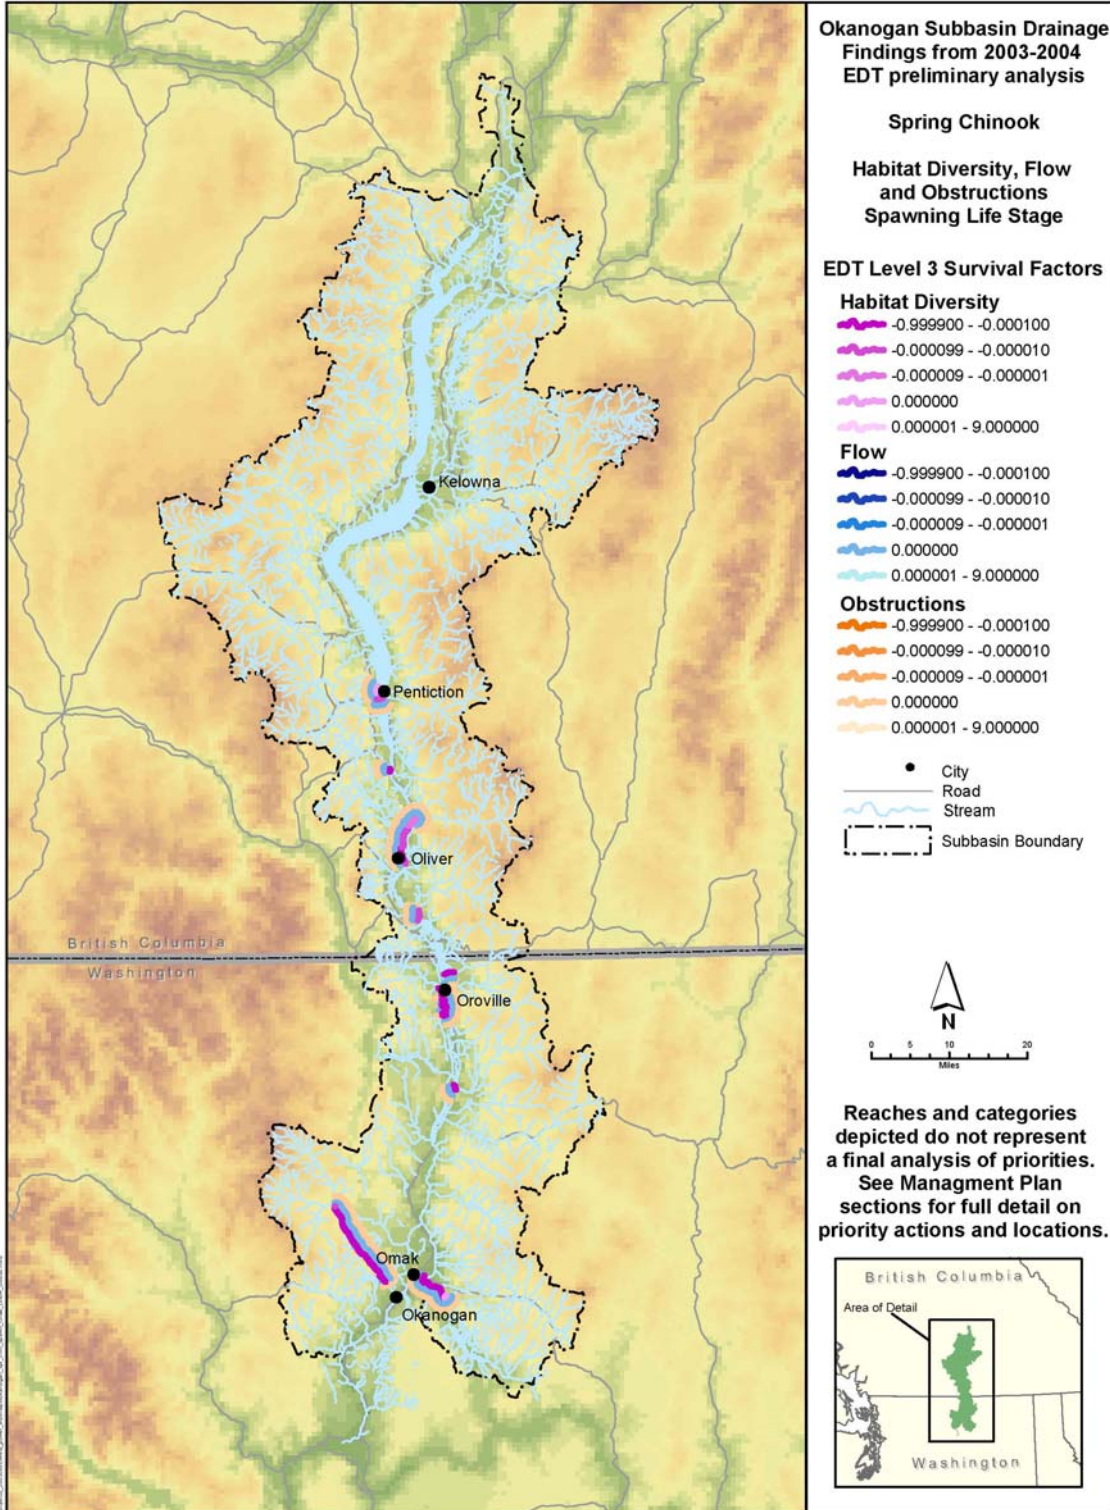 Okanogan Subbasin Drainage
Findings from 2003-2004
EDT preliminary analysis
Spring Chinook
Habitat Diversity, Flow
and Obstructions
Spawning Life Stage
EDT Level 3 Survival Factors
Habitat Diversity
-0.999900 - -0.000100
-0.000099 - -0.000010
-0.000009 - -0.000001
0.000000
0.000001 - 9.000000
Flow
-0.999900 - -0.000100
-0.000099 - -0.000010
-0.000009 - -0.000001
0.000000
0.000001 - 9.000000
Obstructions
-0.999900 - -0.000100
-0.000099 - -0.000010
-0.000009 - -0.000001
0.000000
0.000001 - 9.000000
City
Road
Stream
Subbasin Boundary
N
0 5 10 20
Miles
Reaches and categories
depicted do not represent
a final analysis of priorities.
See Managment Plan
sections for full detail on
priority actions and locations.
British Columbia
Area of Detail
Washington
Kelowna
Pentiction
Oliver
British Columbia
Washington
Oroville
Omak
Okanogan